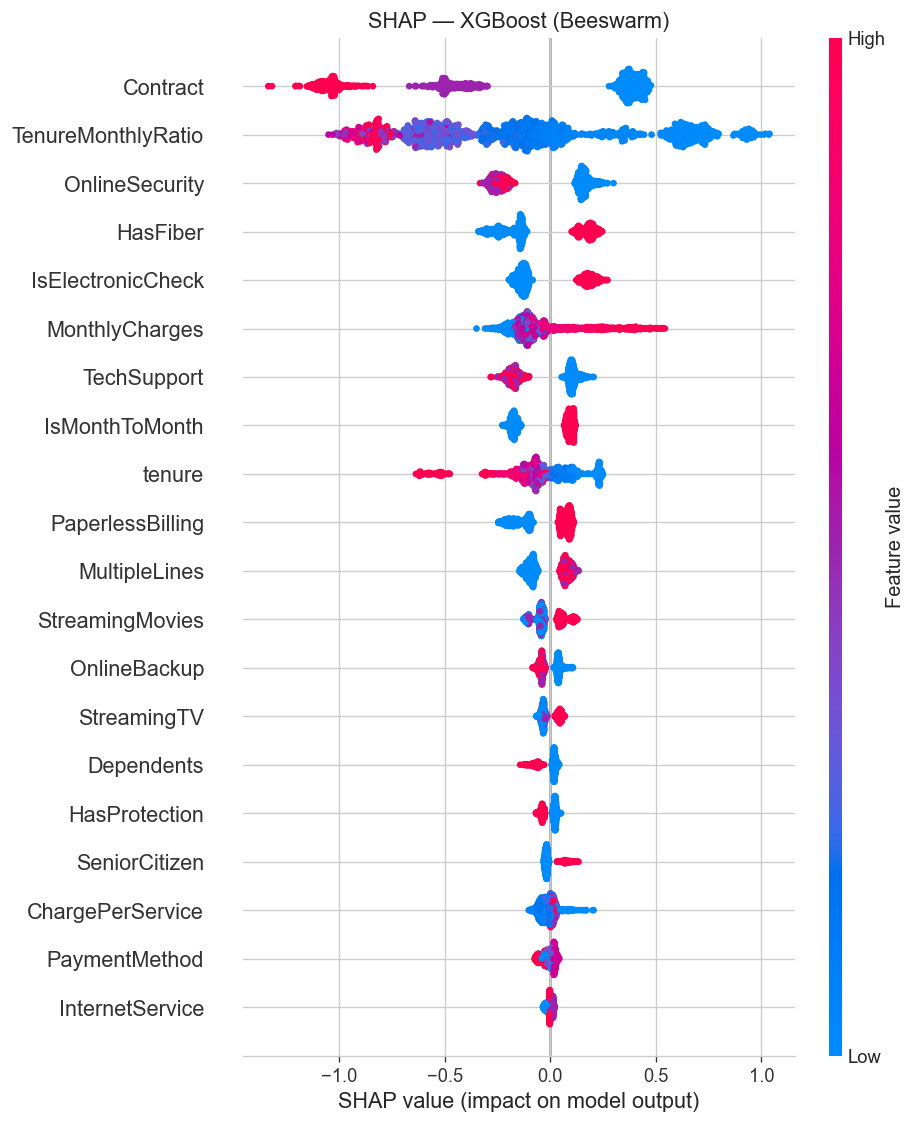 SHAP — XGBoost (Beeswarm)
High
Contract
TenureMonthlyRatio
OnlineSecurity
HasFiber
IsElectronicCheck
MonthlyCharges
TechSupport
IsMonthToMonth
tenure
PaperlessBilling
MultipleLines
StreamingMovies
OnlineBackup
StreamingTV
Dependents
HasProtection
SeniorCitizen
ChargePerService
PaymentMethod
InternetService
Feature value
Low
−1.0 −0.5 0.0 0.5 1.0
SHAP value (impact on model output)